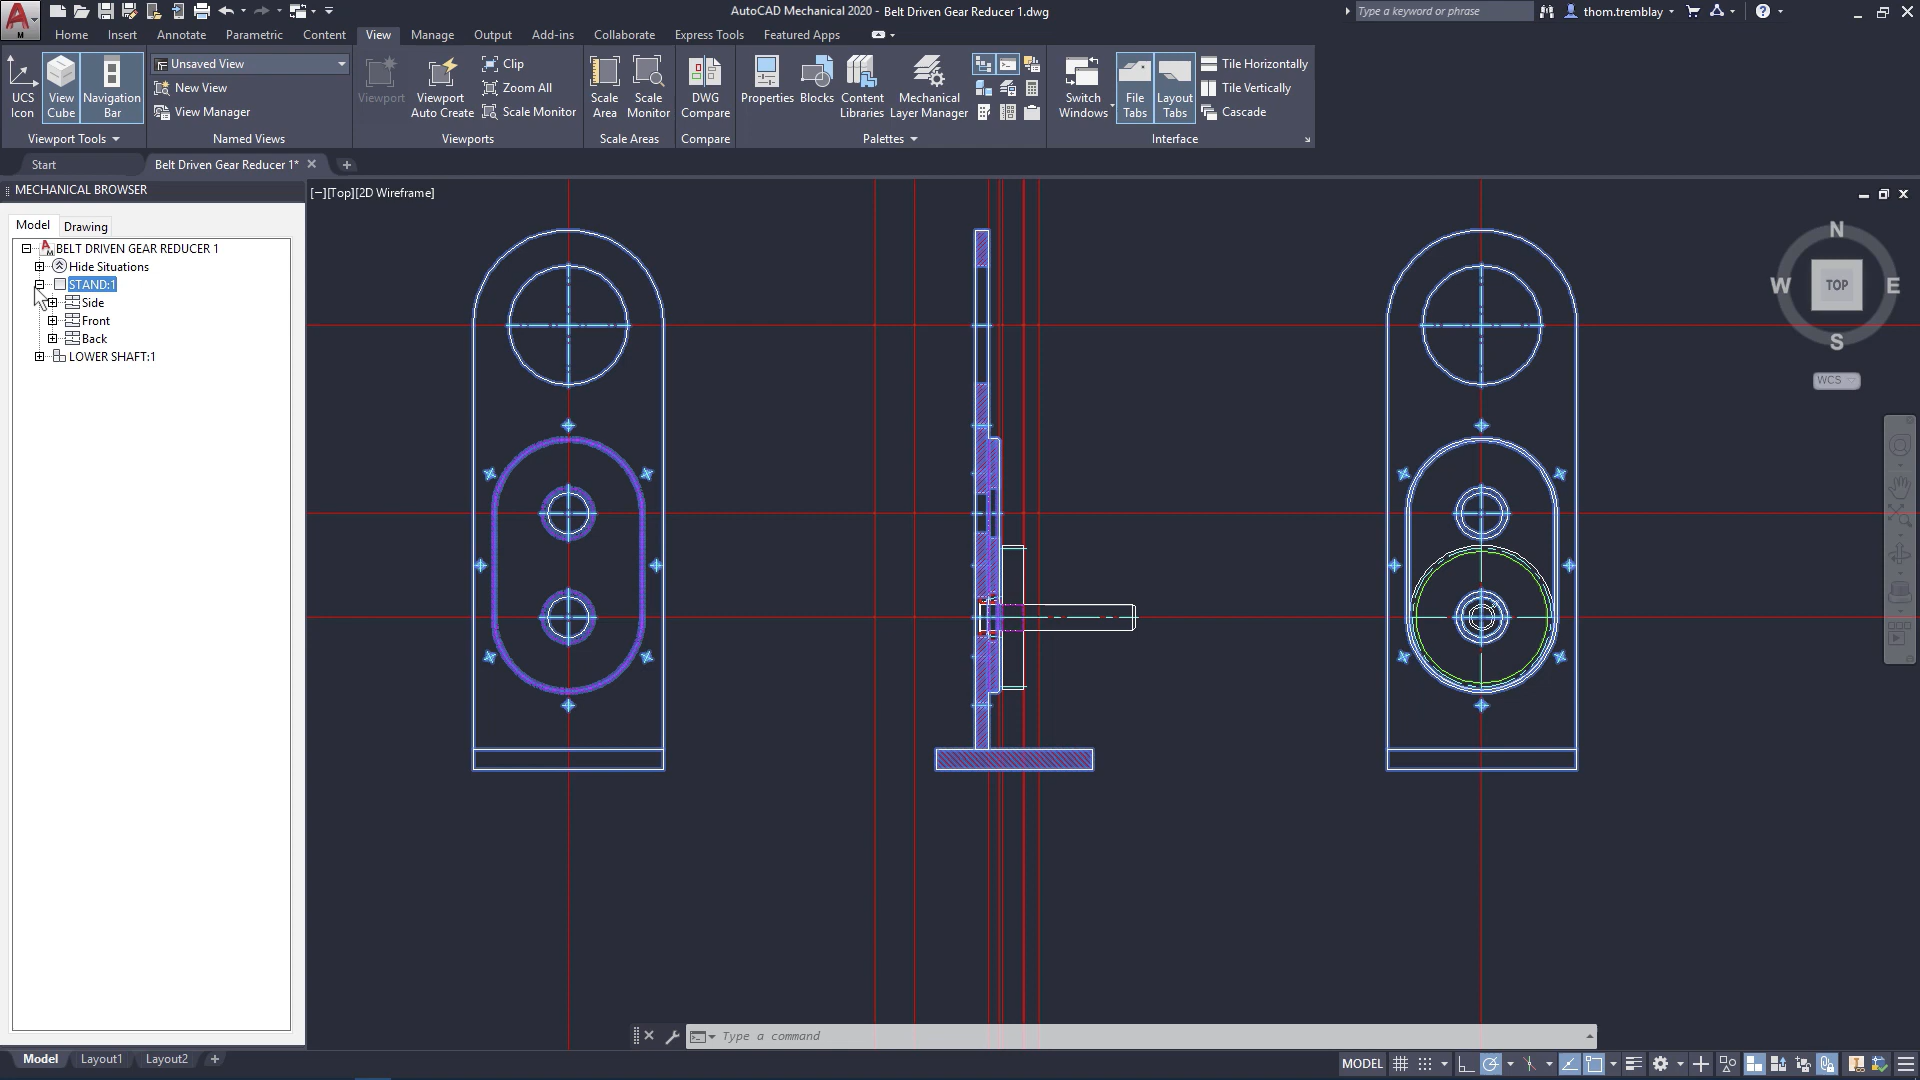 AutoCAD Mechanical 2020 - Belt Driven Gear Reducer 1.dwg
Type a keyword or phrase
thom.tremblay
M
Home Insert Annotate Parametric Content View Manage Output Add-ins Collaborate Express Tools Featured Apps
UCS Icon
View Cube
Navigation Bar
Viewport Tools
Unsaved View
New View
View Manager
Named Views
Viewport
Viewport Auto Create
Clip
Zoom All
Scale Monitor
Viewports
Scale Area
Scale Monitor
Scale Areas
DWG Compare
Compare
Properties
Blocks
Content Libraries
Mechanical Layer Manager
Palettes
Switch Windows
File Tabs
Layout Tabs
Tile Horizontally
Tile Vertically
Cascade
Interface
Start
Belt Driven Gear Reducer 1*
MECHANICAL BROWSER
Model Drawing
BELT DRIVEN GEAR REDUCER 1
Hide Situations
STAND:1
Side
Front
Back
LOWER SHAFT:1
[−][Top][2D Wireframe]
N
W TOP E
S
WCS
Type a command
Model Layout1 Layout2
MODEL